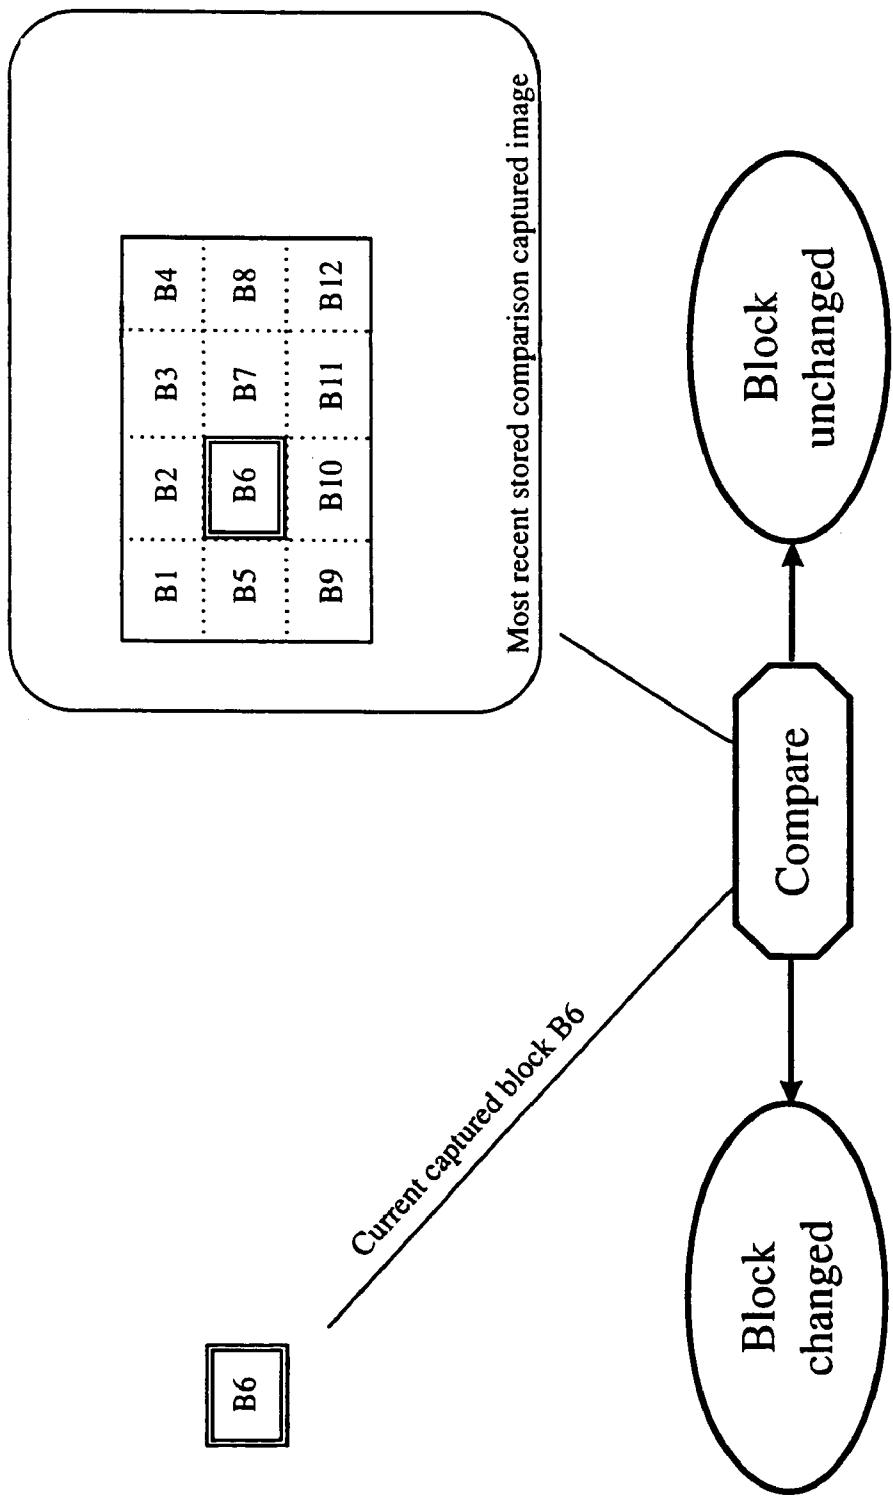 B1 B2 B3 B4
B5 B6 B7 B8
B9 B10 B11 B12
Most recent stored comparison captured image
B6
Current captured block B6
Compare
Block
changed
Block
unchanged